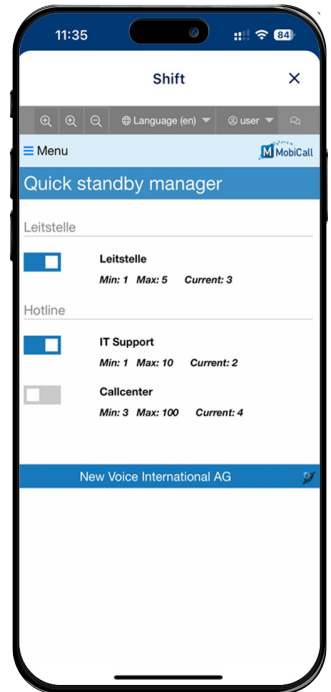 11:35
84
Shift
Language (en)
user
Menu
M MobiCall
Quick standby manager
Leitstelle
Leitstelle
Min: 1 Max: 5 Current: 3
Hotline
IT Support
Min: 1 Max: 10 Current: 2
Callcenter
Min: 3 Max: 100 Current: 4
New Voice International AG